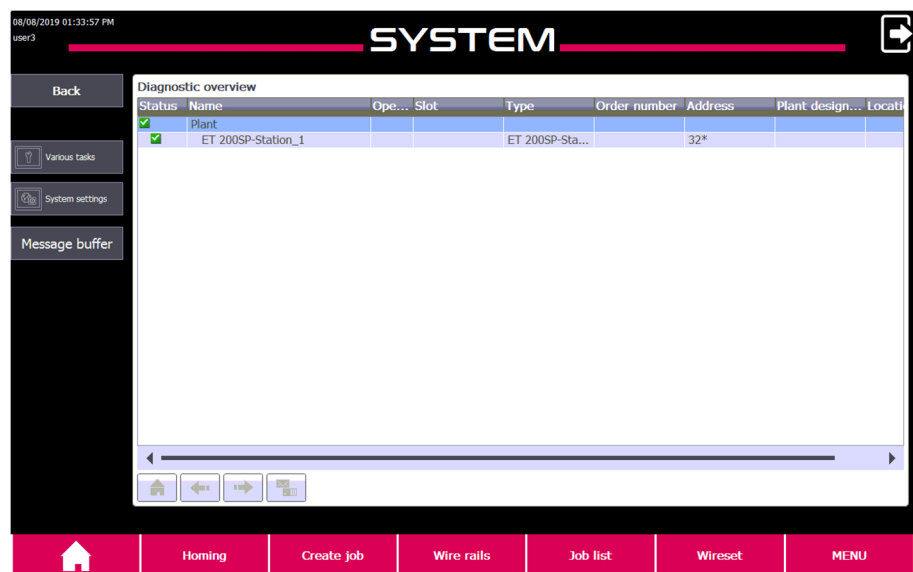 08/08/2019 01:33:57 PM
user3
SYSTEM
Back
Various tasks
System settings
Message buffer
Diagnostic overview
Status Name Ope... Slot Type Order number Address Plant design... Locati
Plant
ET 200SP-Station_1 ET 200SP-Sta... 32*
Homing Create job Wire rails Job list Wireset MENU